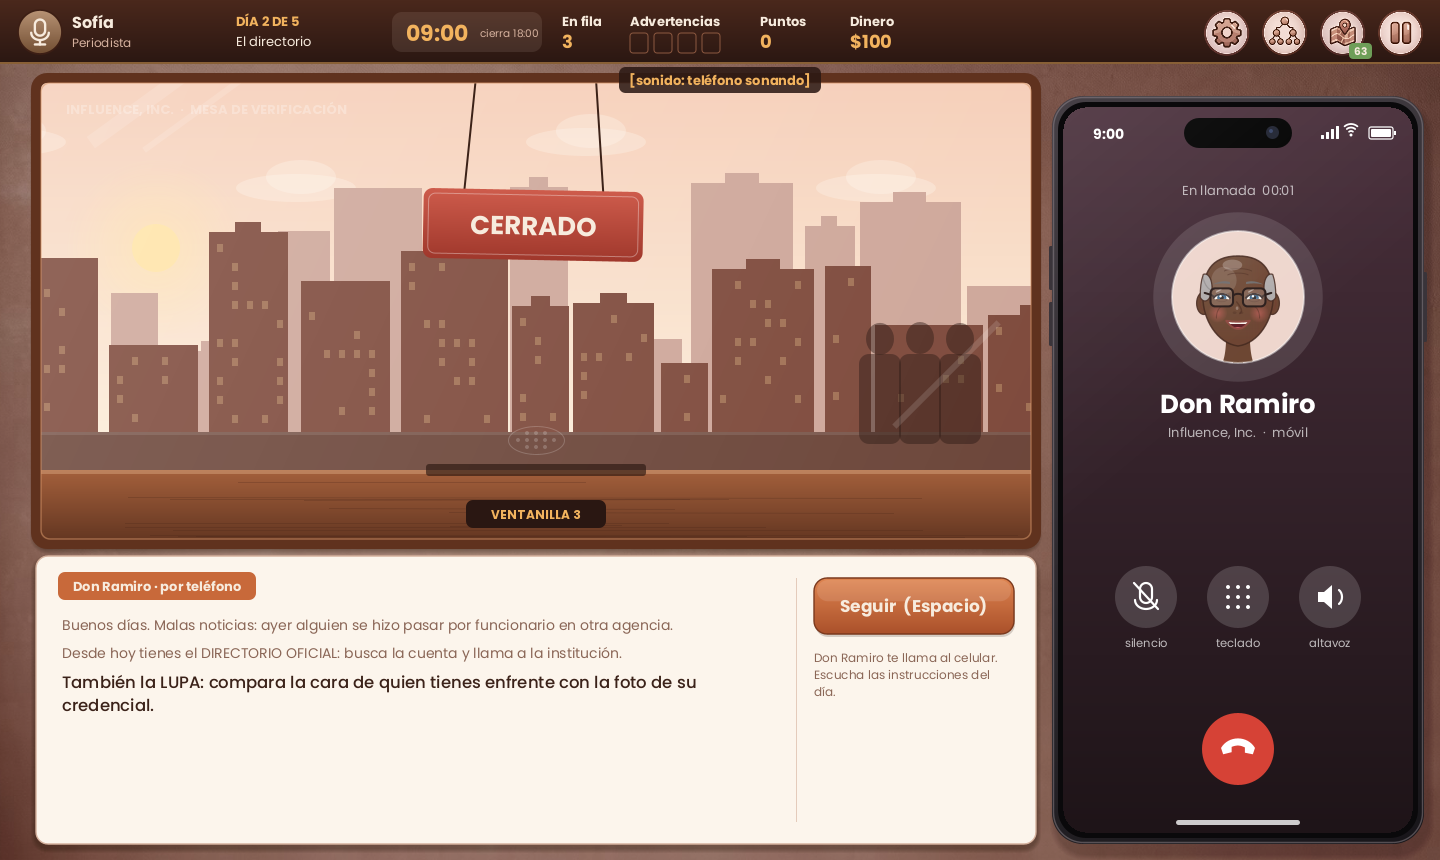 Sofía
Periodista
DÍA 2 DE 5
El directorio
09:00 cierra 18:00
En fila
3
Advertencias
Puntos
0
Dinero
$100
63
[sonido: teléfono sonando]
INFLUENCE, INC. · MESA DE VERIFICACIÓN
CERRADO
VENTANILLA 3
Don Ramiro · por teléfono
Buenos días. Malas noticias: ayer alguien se hizo pasar por funcionario en otra agencia.
Desde hoy tienes el DIRECTORIO OFICIAL: busca la cuenta y llama a la institución.
También la LUPA: compara la cara de quien tienes enfrente con la foto de su
credencial.
Seguir (Espacio)
Don Ramiro te llama al celular.
Escucha las instrucciones del
día.
9:00
En llamada 00:01
Don Ramiro
Influence, Inc. · móvil
silencio
teclado
altavoz